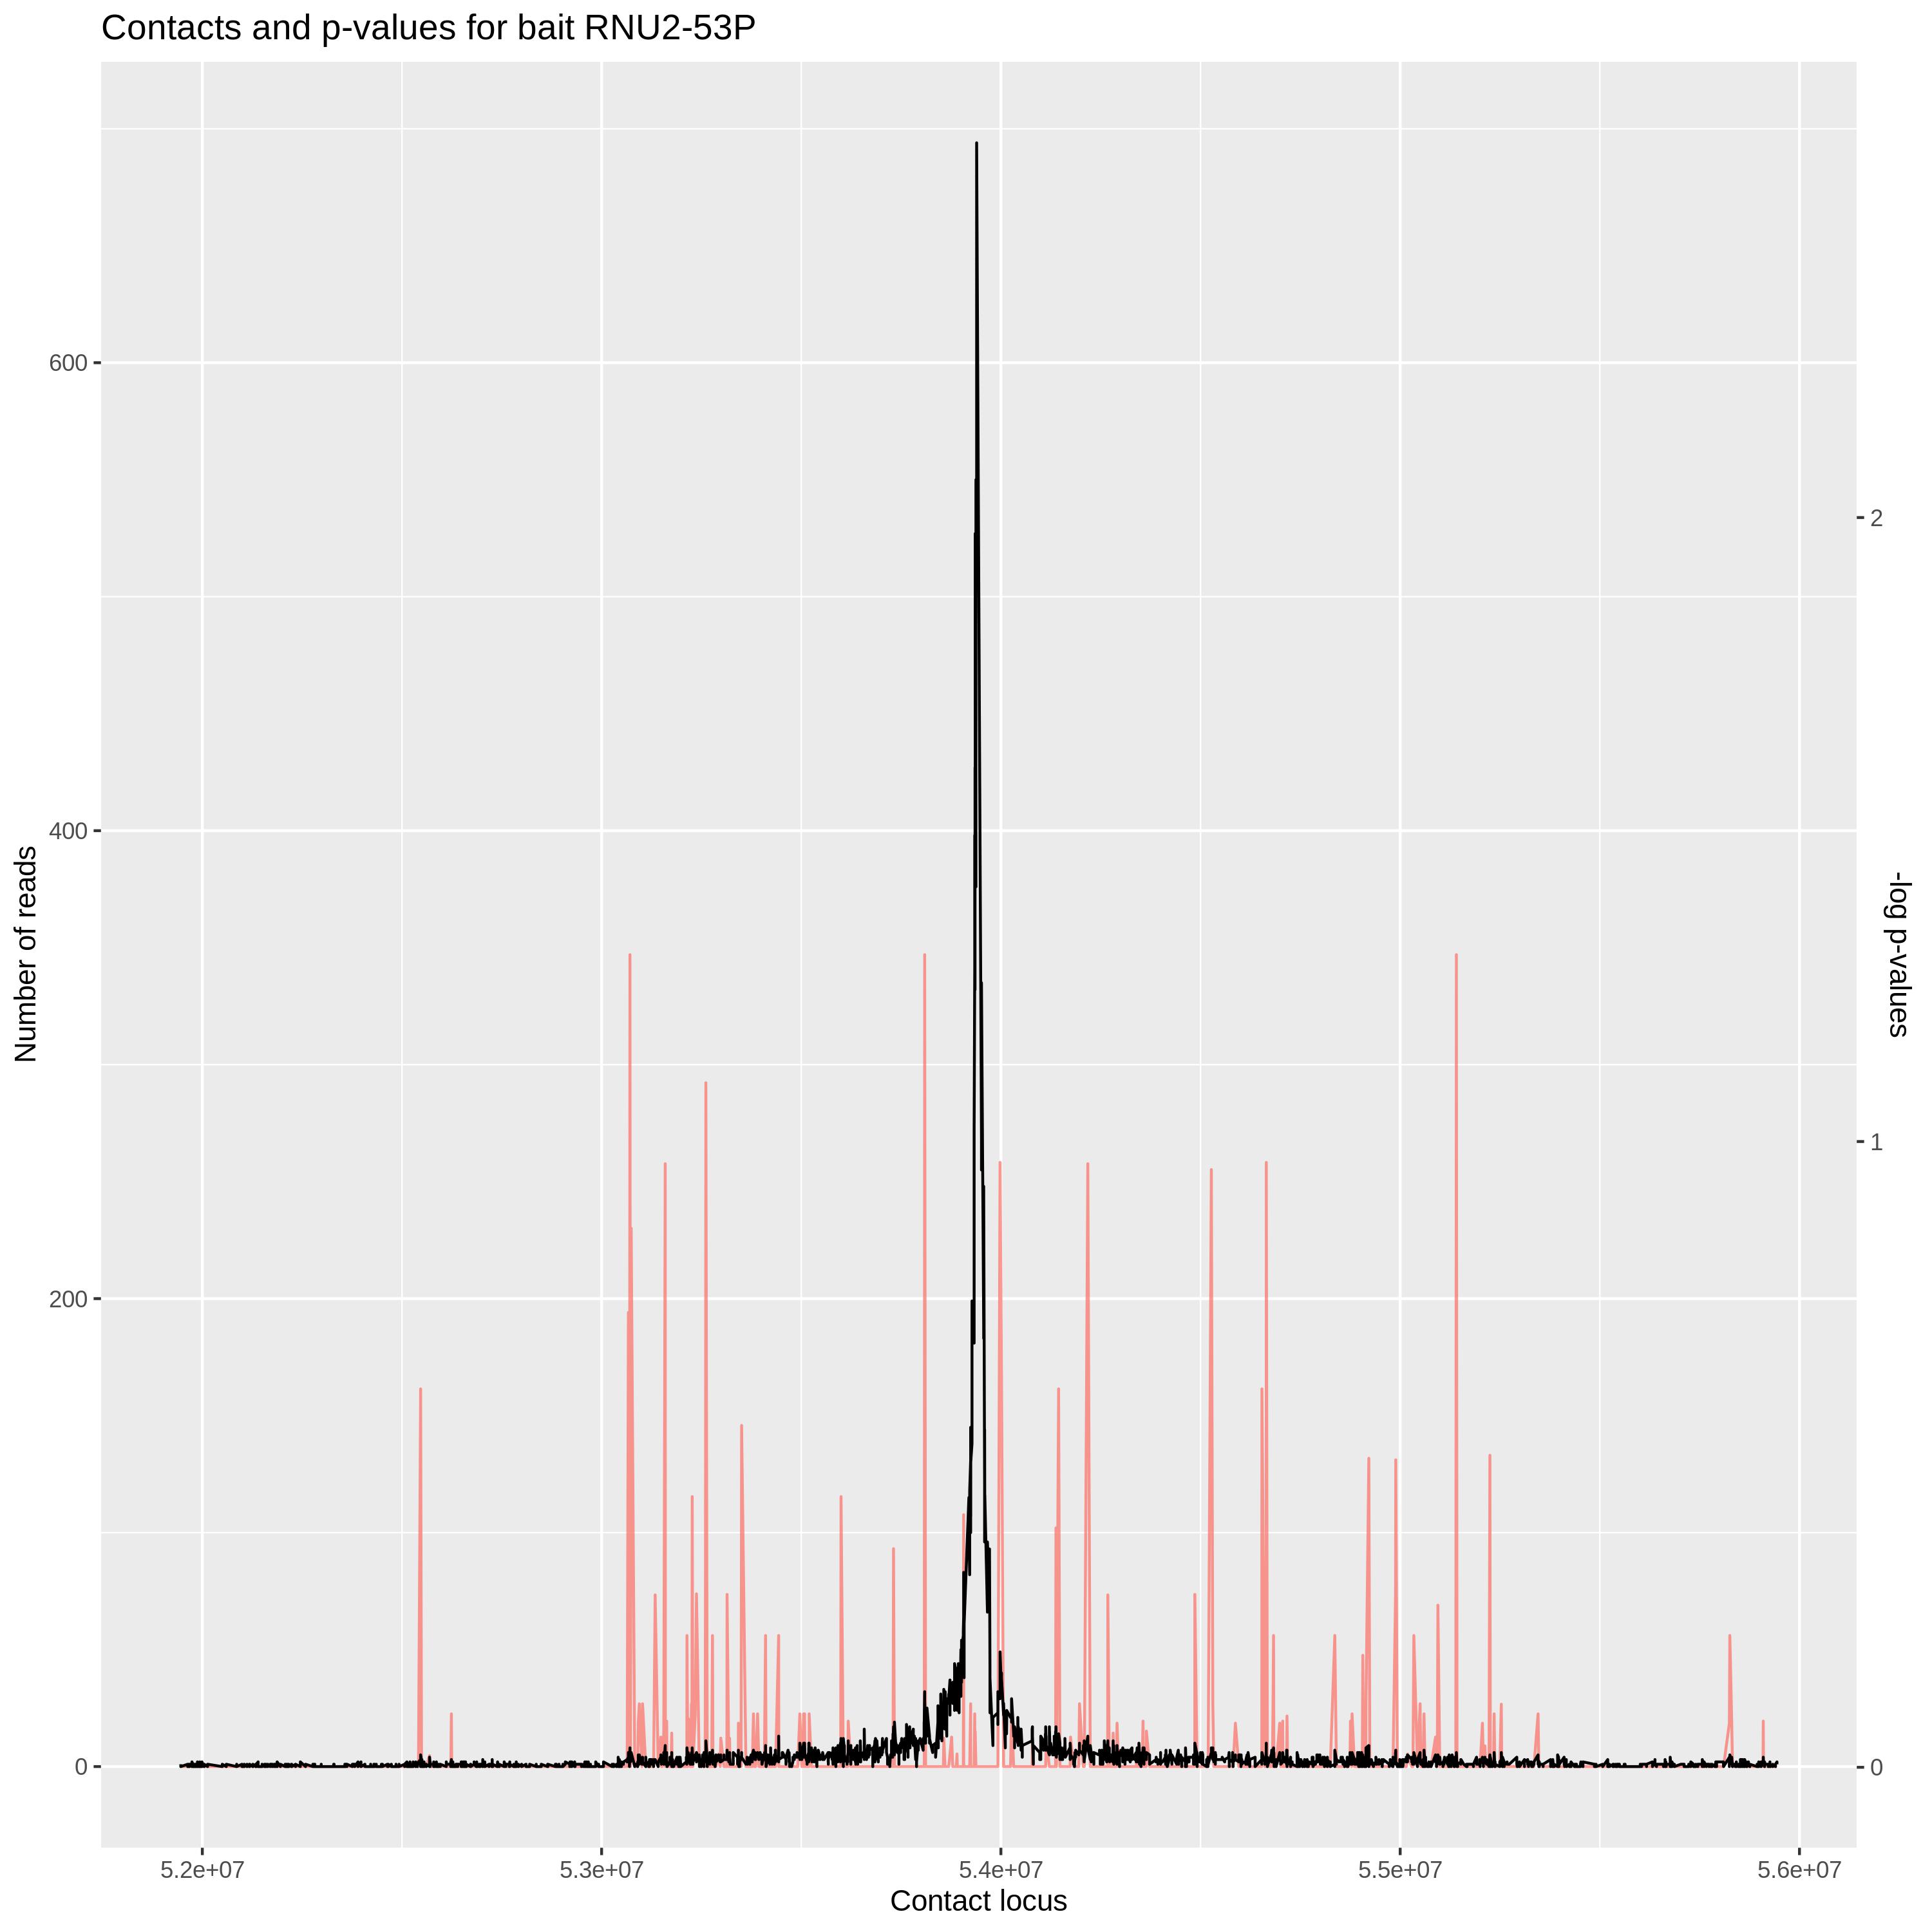 Contacts and p-values for bait RNU2-53P
600
400
200
0
Number of reads
2
1
0
-log p-values
5.2e+07 5.3e+07 5.4e+07 5.5e+07 5.6e+07
Contact locus